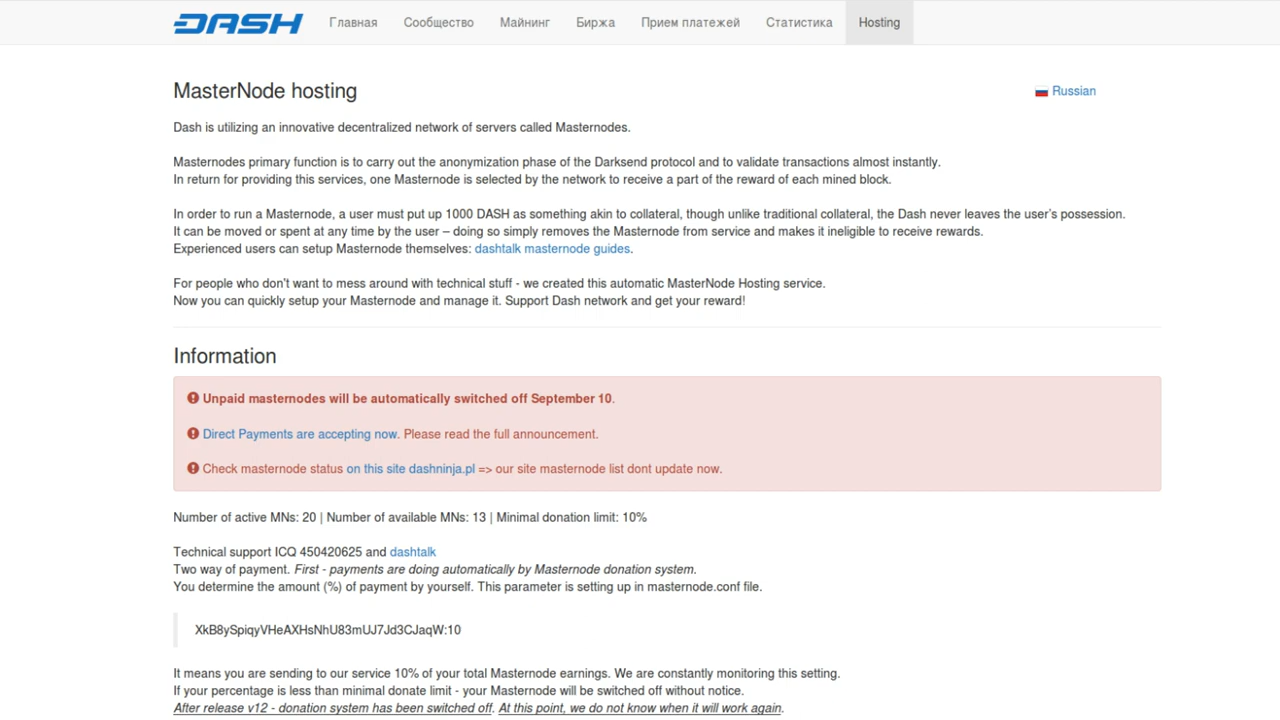 DASH Главная Сообщество Майнинг Биржа Прием платежей Статистика Hosting
MasterNode hosting
Russian
Dash is utilizing an innovative decentralized network of servers called Masternodes.
Masternodes primary function is to carry out the anonymization phase of the Darksend protocol and to validate transactions almost instantly.
In return for providing this services, one Masternode is selected by the network to receive a part of the reward of each mined block.
In order to run a Masternode, a user must put up 1000 DASH as something akin to collateral, though unlike traditional collateral, the Dash never leaves the user's possession.
It can be moved or spent at any time by the user – doing so simply removes the Masternode from service and makes it ineligible to receive rewards.
Experienced users can setup Masternode themselves: dashtalk masternode guides.
For people who don't want to mess around with technical stuff - we created this automatic MasterNode Hosting service.
Now you can quickly setup your Masternode and manage it. Support Dash network and get your reward!
Information
Unpaid masternodes will be automatically switched off September 10.
Direct Payments are accepting now. Please read the full announcement.
Check masternode status on this site dashninja.pl => our site masternode list dont update now.
Number of active MNs: 20 | Number of available MNs: 13 | Minimal donation limit: 10%
Technical support ICQ 450420625 and dashtalk
Two way of payment. First - payments are doing automatically by Masternode donation system.
You determine the amount (%) of payment by yourself. This parameter is setting up in masternode.conf file.
XkB8ySpiqyVHeAXHsNhU83mUJ7Jd3CJaqW:10
It means you are sending to our service 10% of your total Masternode earnings. We are constantly monitoring this setting.
If your percentage is less than minimal donate limit - your Masternode will be switched off without notice.
After release v12 - donation system has been switched off. At this point, we do not know when it will work again.